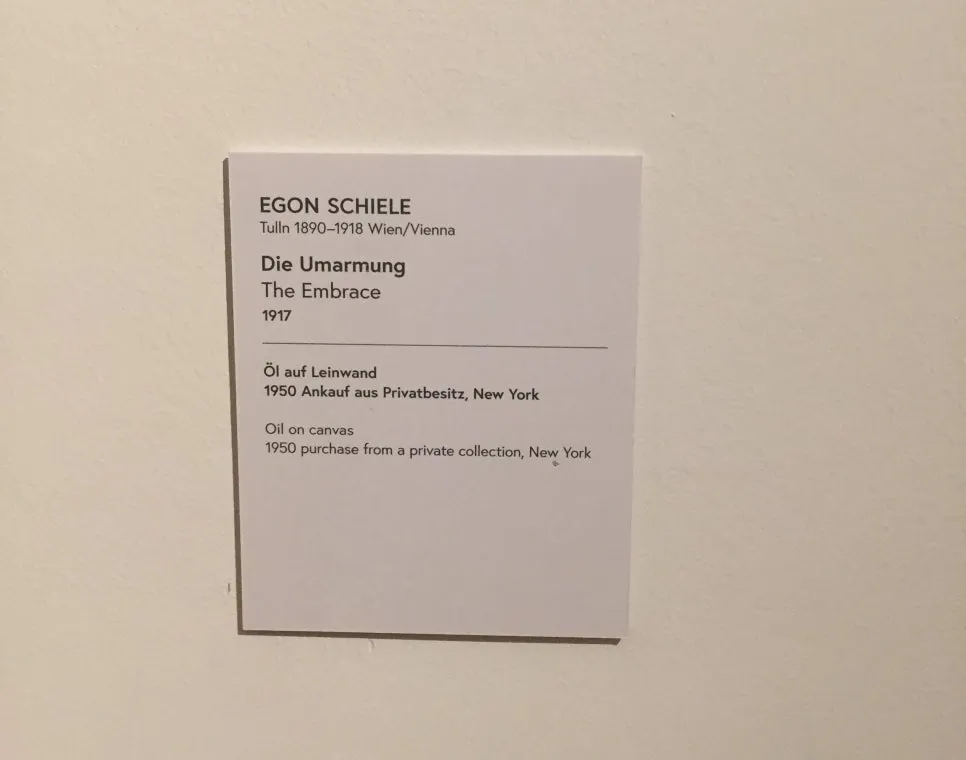 EGON SCHIELE
Tulln 1890–1918 Wien/Vienna
Die Umarmung
The Embrace
1917
Öl auf Leinwand
1950 Ankauf aus Privatbesitz, New York
Oil on canvas
1950 purchase from a private collection, New York